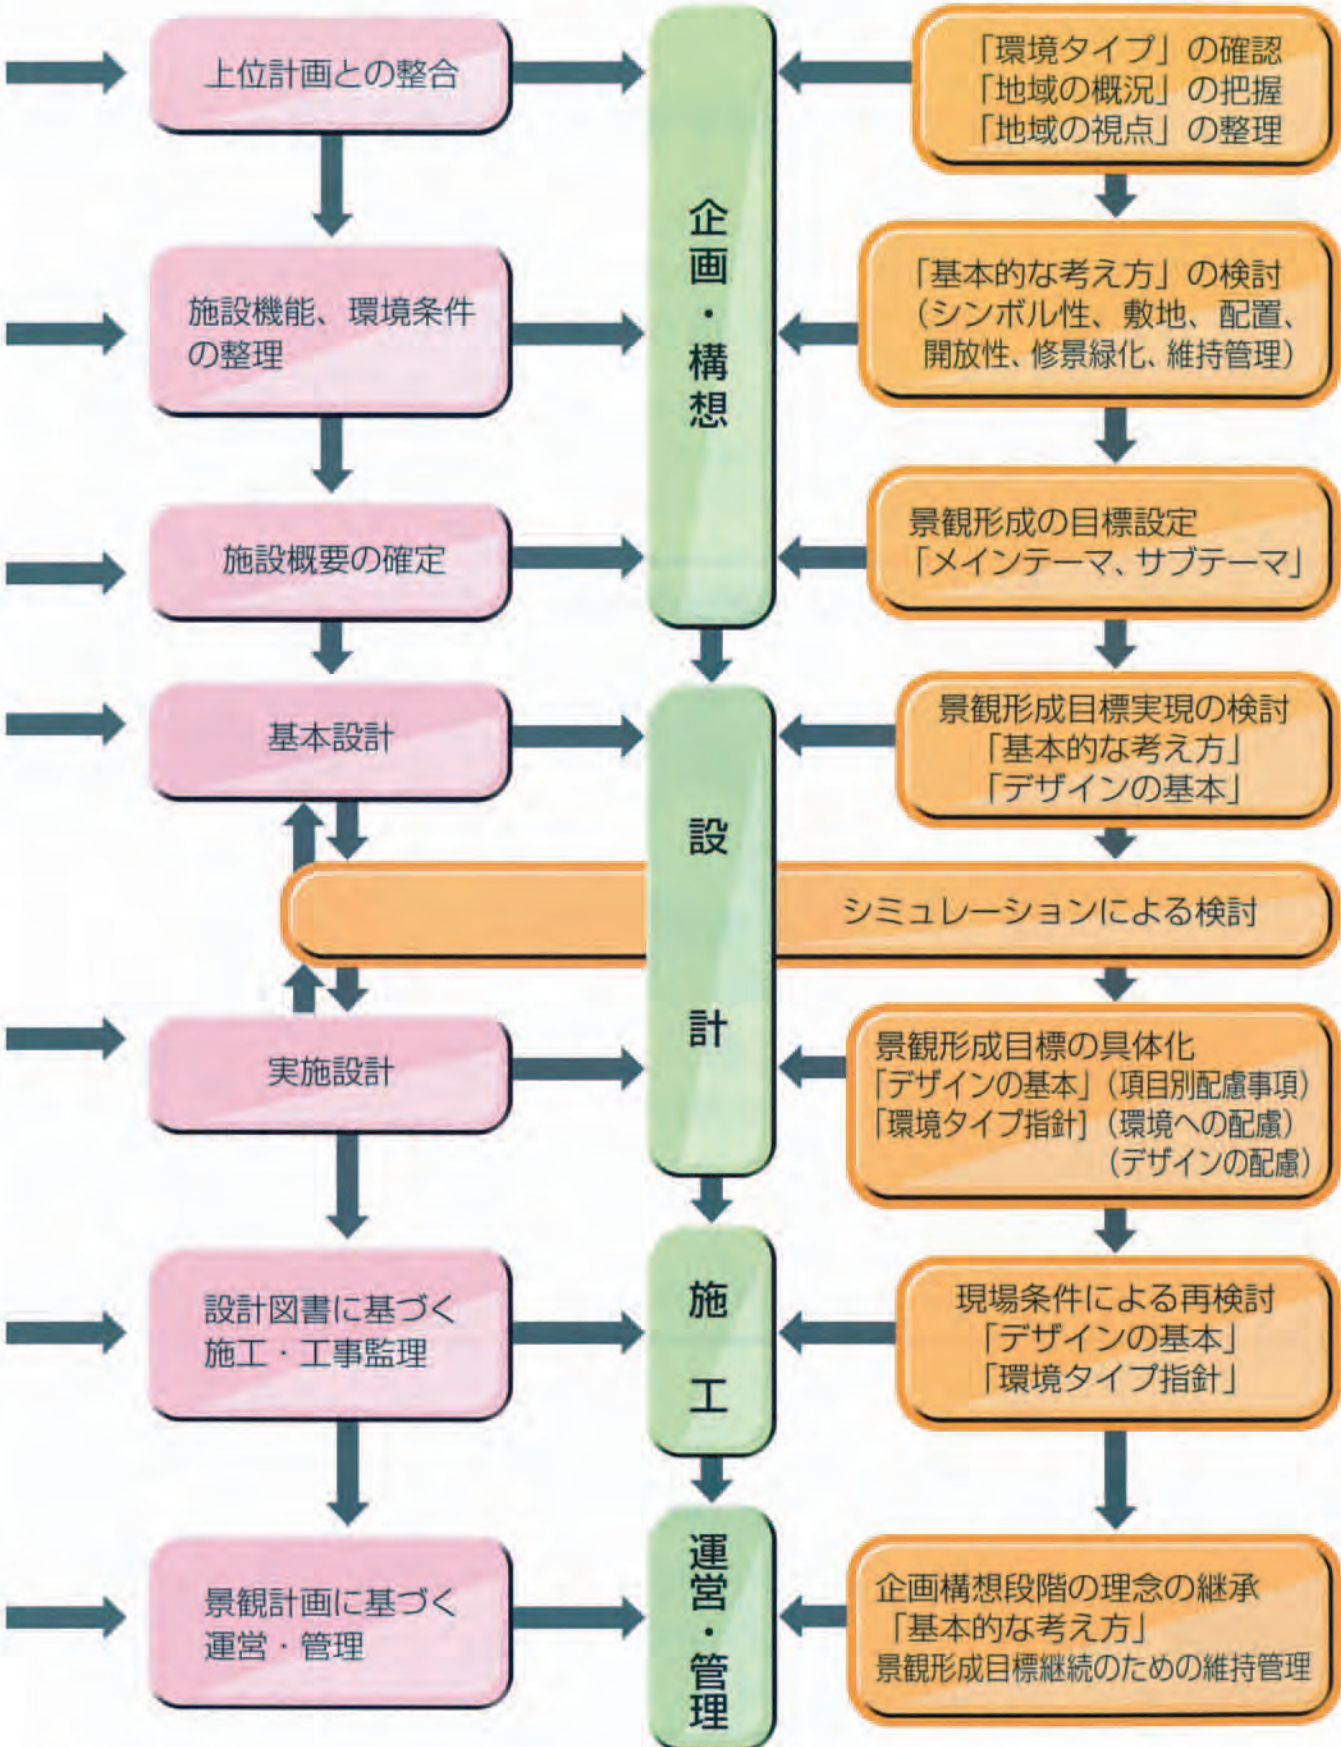 上位計画との整合
施設機能、環境条件
の整理
施設概要の確定
基本設計
実施設計
設計図書に基づく
施工・工事監理
景観計画に基づく
運営・管理
企画・構想
設計
施工
運営・管理
「環境タイプ」の確認
「地域の概況」の把握
「地域の視点」の整理
「基本的な考え方」の検討
（シンボル性、敷地、配置、
開放性、修景緑化、維持管理）
景観形成の目標設定
「メインテーマ、サブテーマ」
景観形成目標実現の検討
「基本的な考え方」
「デザインの基本」
シミュレーションによる検討
景観形成目標の具体化
「デザインの基本」（項目別配慮事項）
「環境タイプ指針］（環境への配慮）
（デザインの配慮）
現場条件による再検討
「デザインの基本」
「環境タイプ指針」
企画構想段階の理念の継承
「基本的な考え方」
景観形成目標継続のための維持管理